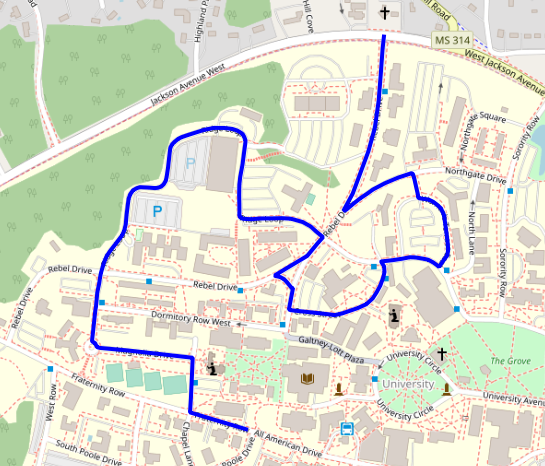 Highland
Hill Cove
Road
MS 314
West Jackson Avenue
Jackson Avenue West
Northgate Square
Sorority Row
P
Northgate Drive
P
Rebel D
North Lane
Sorority Row
Rebel Drive
Rebel Drive
Rebel Drive
Dormitory Row West
Galtney-Lott Plaza
University Circle
The Grove
University
University Avenue
University Circle
Fraternity Row
West Row
Chapel Lane
All American Drive
South Poole Drive
Poole Drive